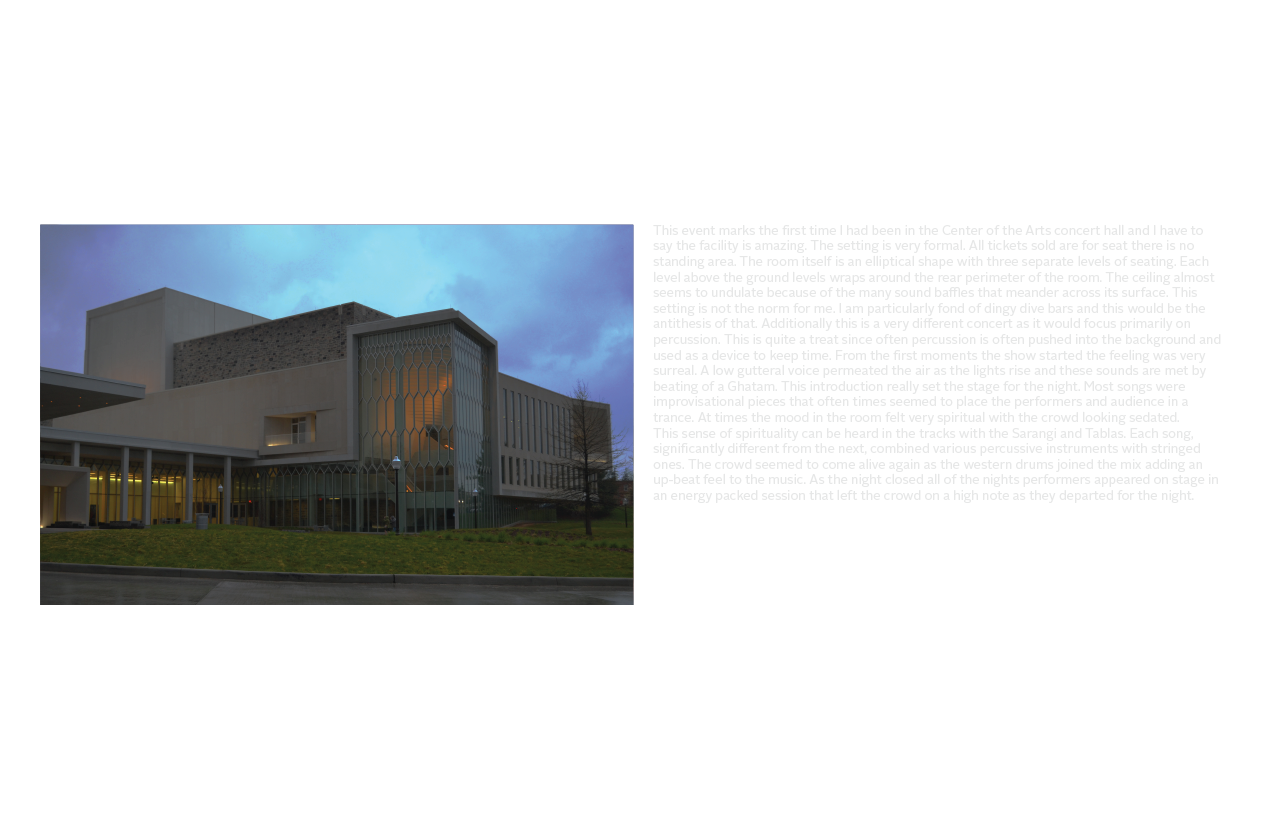 This event marks the first time I had been in the Center of the Arts concert hall and I have to
say the facility is amazing. The setting is very formal. All tickets sold are for seat there is no
standing area. The room itself is an elliptical shape with three separate levels of seating. Each
level above the ground levels wraps around the rear perimeter of the room. The ceiling almost
seems to undulate because of the many sound baffles that meander across its surface. This
setting is not the norm for me. I am particularly fond of dingy dive bars and this would be the
antithesis of that. Additionally this is a very different concert as it would focus primarily on
percussion. This is quite a treat since often percussion is often pushed into the background and
used as a device to keep time. From the first moments the show started the feeling was very
surreal. A low gutteral voice permeated the air as the lights rise and these sounds are met by
beating of a Ghatam. This introduction really set the stage for the night. Most songs were
improvisational pieces that often times seemed to place the performers and audience in a
trance. At times the mood in the room felt very spiritual with the crowd looking sedated.
This sense of spirituality can be heard in the tracks with the Sarangi and Tablas. Each song,
significantly different from the next, combined various percussive instruments with stringed
ones. The crowd seemed to come alive again as the western drums joined the mix adding an
up-beat feel to the music. As the night closed all of the nights performers appeared on stage in
an energy packed session that left the crowd on a high note as they departed for the night.